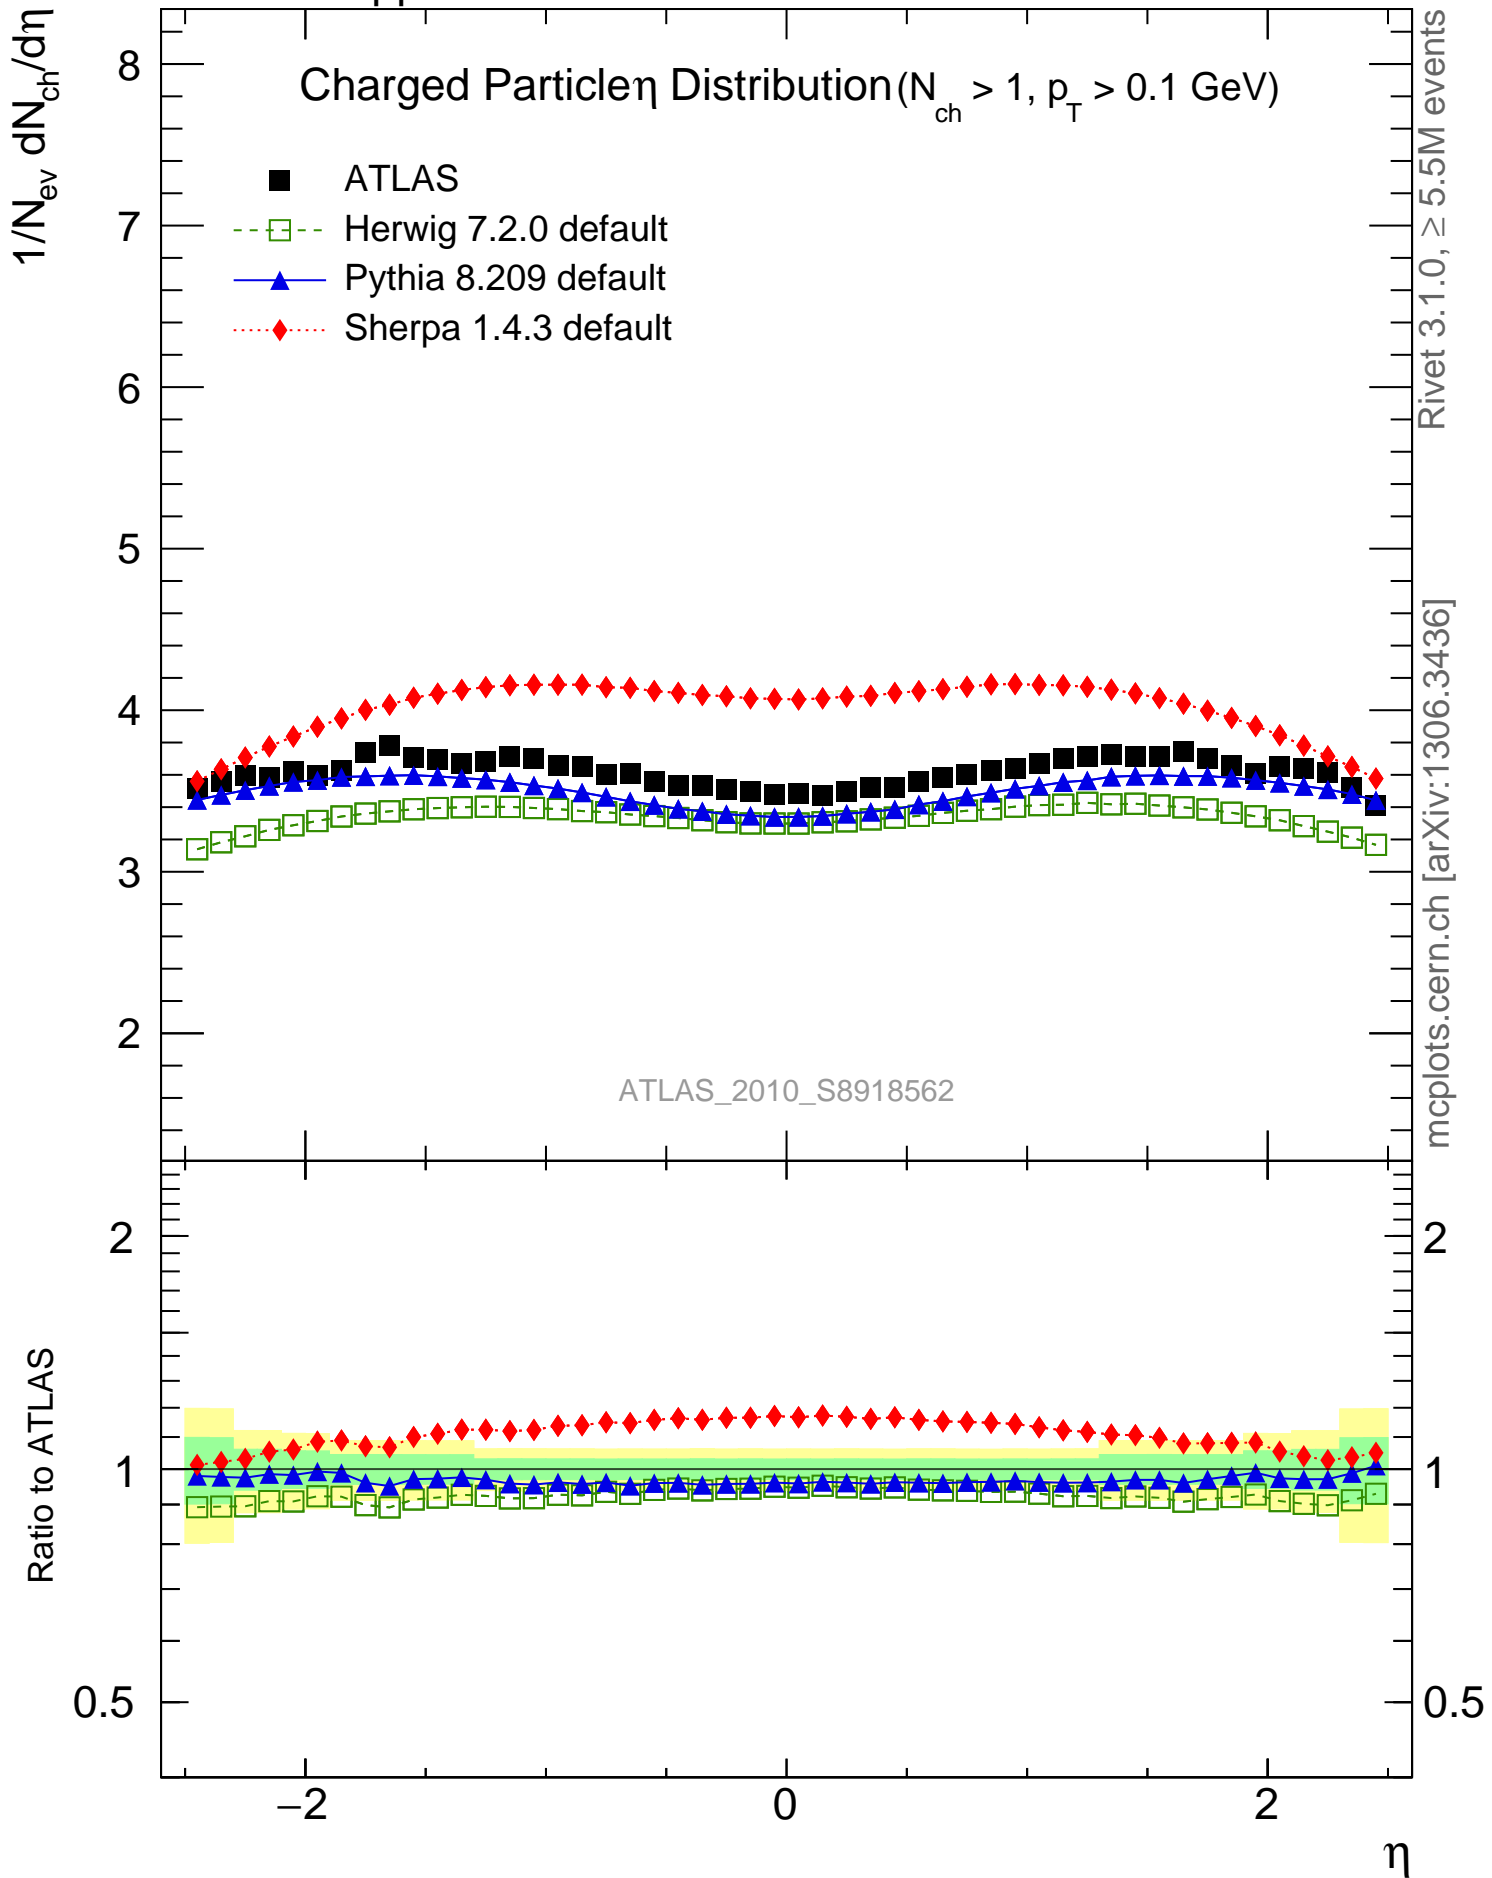 pp
1/N_ev dN_ch/dη
Charged Particleη Distribution (N_ch > 1, p_T > 0.1 GeV)
ATLAS
Herwig 7.2.0 default
Pythia 8.209 default
Sherpa 1.4.3 default
8
7
6
5
4
3
2
ATLAS_2010_S8918562
Rivet 3.1.0, ≥ 5.5M events
mcplots.cern.ch [arXiv:1306.3436]
Ratio to ATLAS
2
1
0.5
2
1
0.5
−2
0
2
η